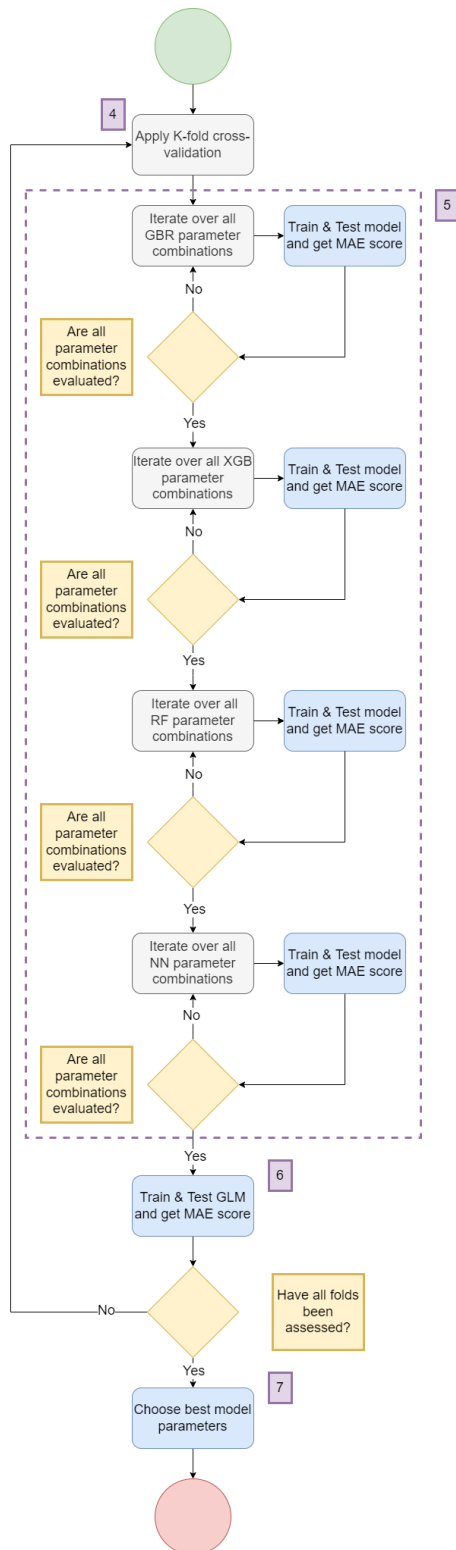 4
Apply K-fold cross-
validation
5
Iterate over all
GBR parameter
combinations
Train & Test model
and get MAE score
No
Are all
parameter
combinations
evaluated?
Yes
Iterate over all XGB
parameter
combinations
Train & Test model
and get MAE score
No
Are all
parameter
combinations
evaluated?
Yes
Iterate over all
RF parameter
combinations
Train & Test model
and get MAE score
No
Are all
parameter
combinations
evaluated?
Yes
Iterate over all
NN parameter
combinations
Train & Test model
and get MAE score
No
Are all
parameter
combinations
evaluated?
Yes
6
Train & Test GLM
and get MAE score
Have all folds
been
assessed?
No
Yes
7
Choose best model
parameters